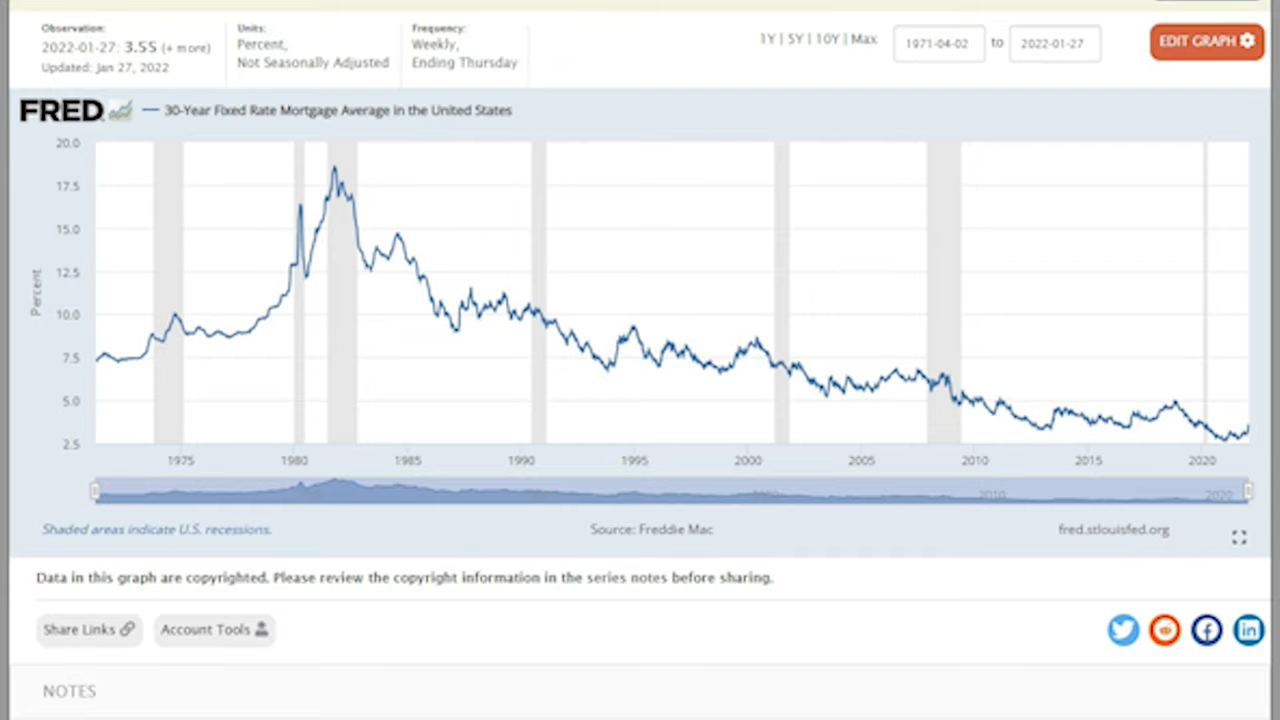 Observation:
2022-01-27: 3.55 (+ more)
Updated: Jan 27, 2022
Units:
Percent,
Not Seasonally Adjusted
Frequency:
Weekly,
Ending Thursday
1Y | 5Y | 10Y | Max
1971-04-02
to
2022-01-27
EDIT GRAPH
FRED
30-Year Fixed Rate Mortgage Average in the United States
Percent
20.0
17.5
15.0
12.5
10.0
7.5
5.0
2.5
1975
1980
1985
1990
1995
2000
2005
2010
2015
2020
2010
2020
Shaded areas indicate U.S. recessions.
Source: Freddie Mac
fred.stlouisfed.org
Data in this graph are copyrighted. Please review the copyright information in the series notes before sharing.
Share Links
Account Tools
NOTES